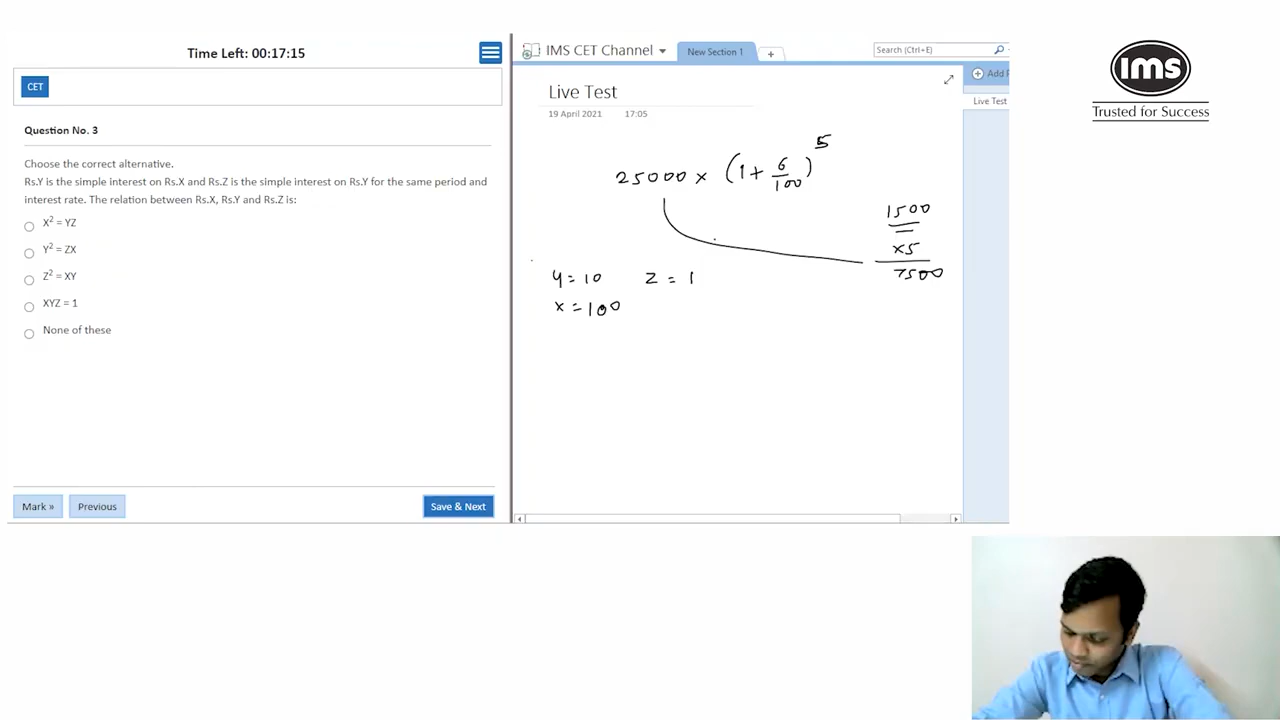 Time Left: 00:17:15
CET
Question No. 3
Choose the correct alternative.
Rs.Y is the simple interest on Rs.X and Rs.Z is the simple interest on Rs.Y for the same period and
interest rate. The relation between Rs.X, Rs.Y and Rs.Z is:
X² = YZ
Y² = ZX
Z² = XY
XYZ = 1
None of these
Mark »
Previous
Save & Next
IMS CET Channel
New Section 1
Search (Ctrl+E)
Add P
Live Test
Live Test
19 April 2021 17:05
25000 × (1 + 6/100)⁵
1500
×5
7500
Y = 10 Z = 1
X = 100
ims
Trusted for Success